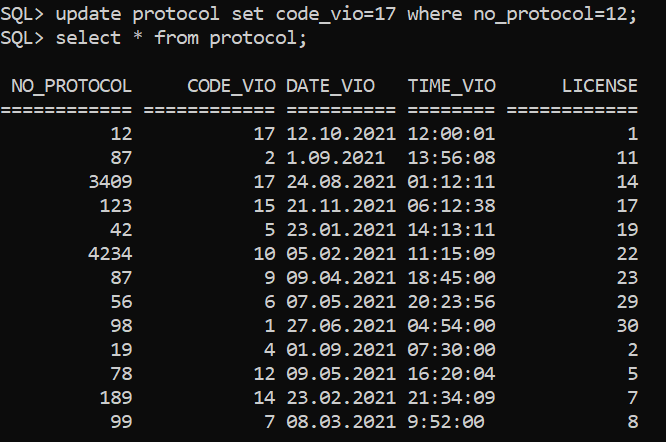 SQL> update protocol set code_vio=17 where no_protocol=12;
SQL> select * from protocol;
NO_PROTOCOL CODE_VIO DATE_VIO TIME_VIO LICENSE
============ ============ ========== ======== ============
12 17 12.10.2021 12:00:01 1
87 2 1.09.2021 13:56:08 11
3409 17 24.08.2021 01:12:11 14
123 15 21.11.2021 06:12:38 17
42 5 23.01.2021 14:13:11 19
4234 10 05.02.2021 11:15:09 22
87 9 09.04.2021 18:45:00 23
56 6 07.05.2021 20:23:56 29
98 1 27.06.2021 04:54:00 30
19 4 01.09.2021 07:30:00 2
78 12 09.05.2021 16:20:04 5
189 14 23.02.2021 21:34:09 7
99 7 08.03.2021 9:52:00 8